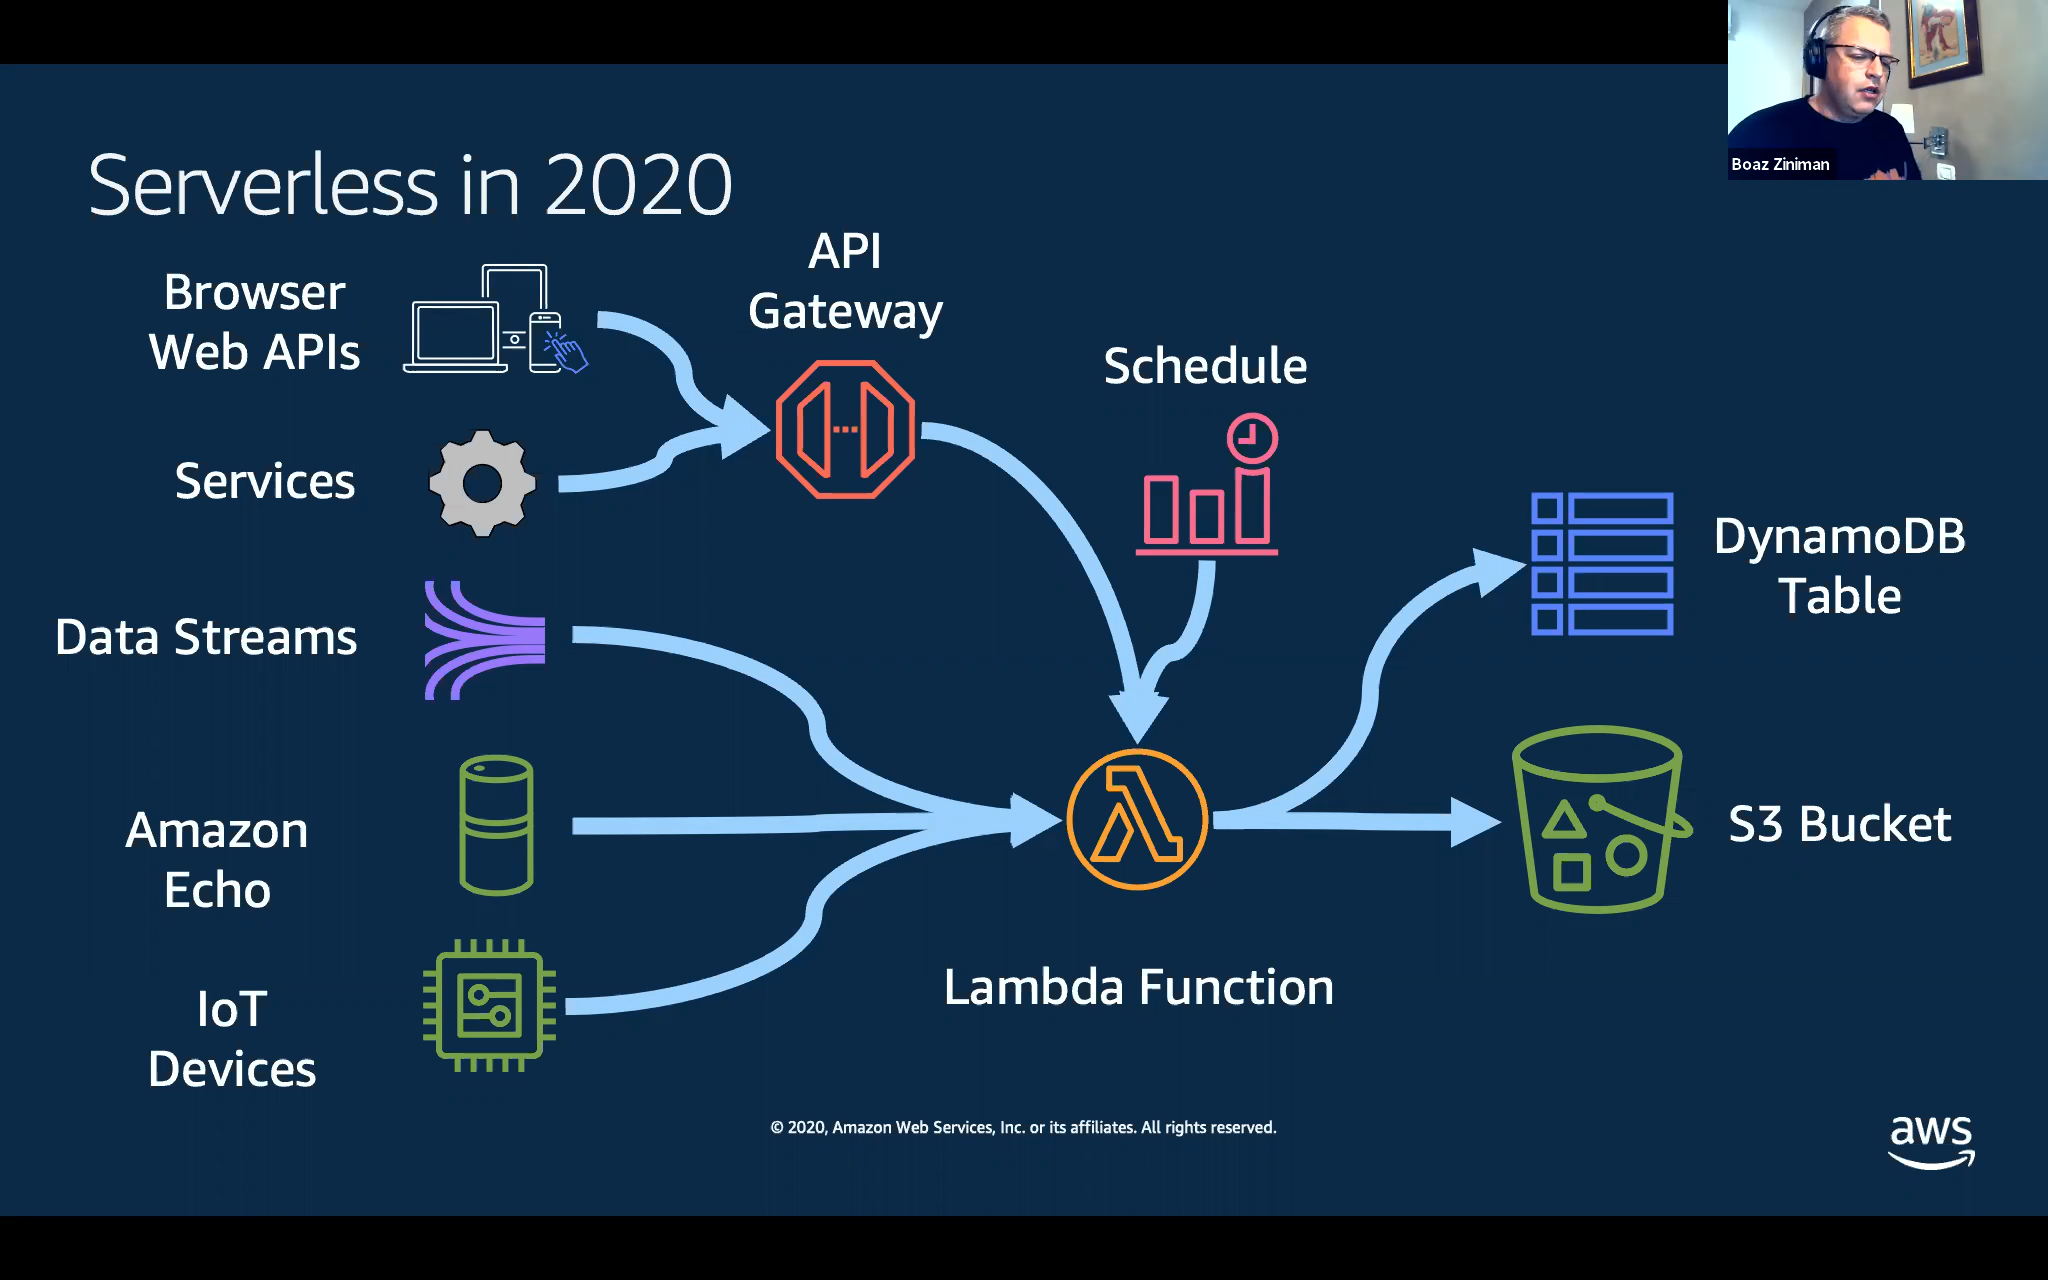 Boaz Ziniman
Serverless in 2020
Browser
Web APIs
API
Gateway
Schedule
Services
Data Streams
DynamoDB
Table
Amazon
Echo
S3 Bucket
Lambda Function
IoT
Devices
© 2020, Amazon Web Services, Inc. or its affiliates. All rights reserved.
aws